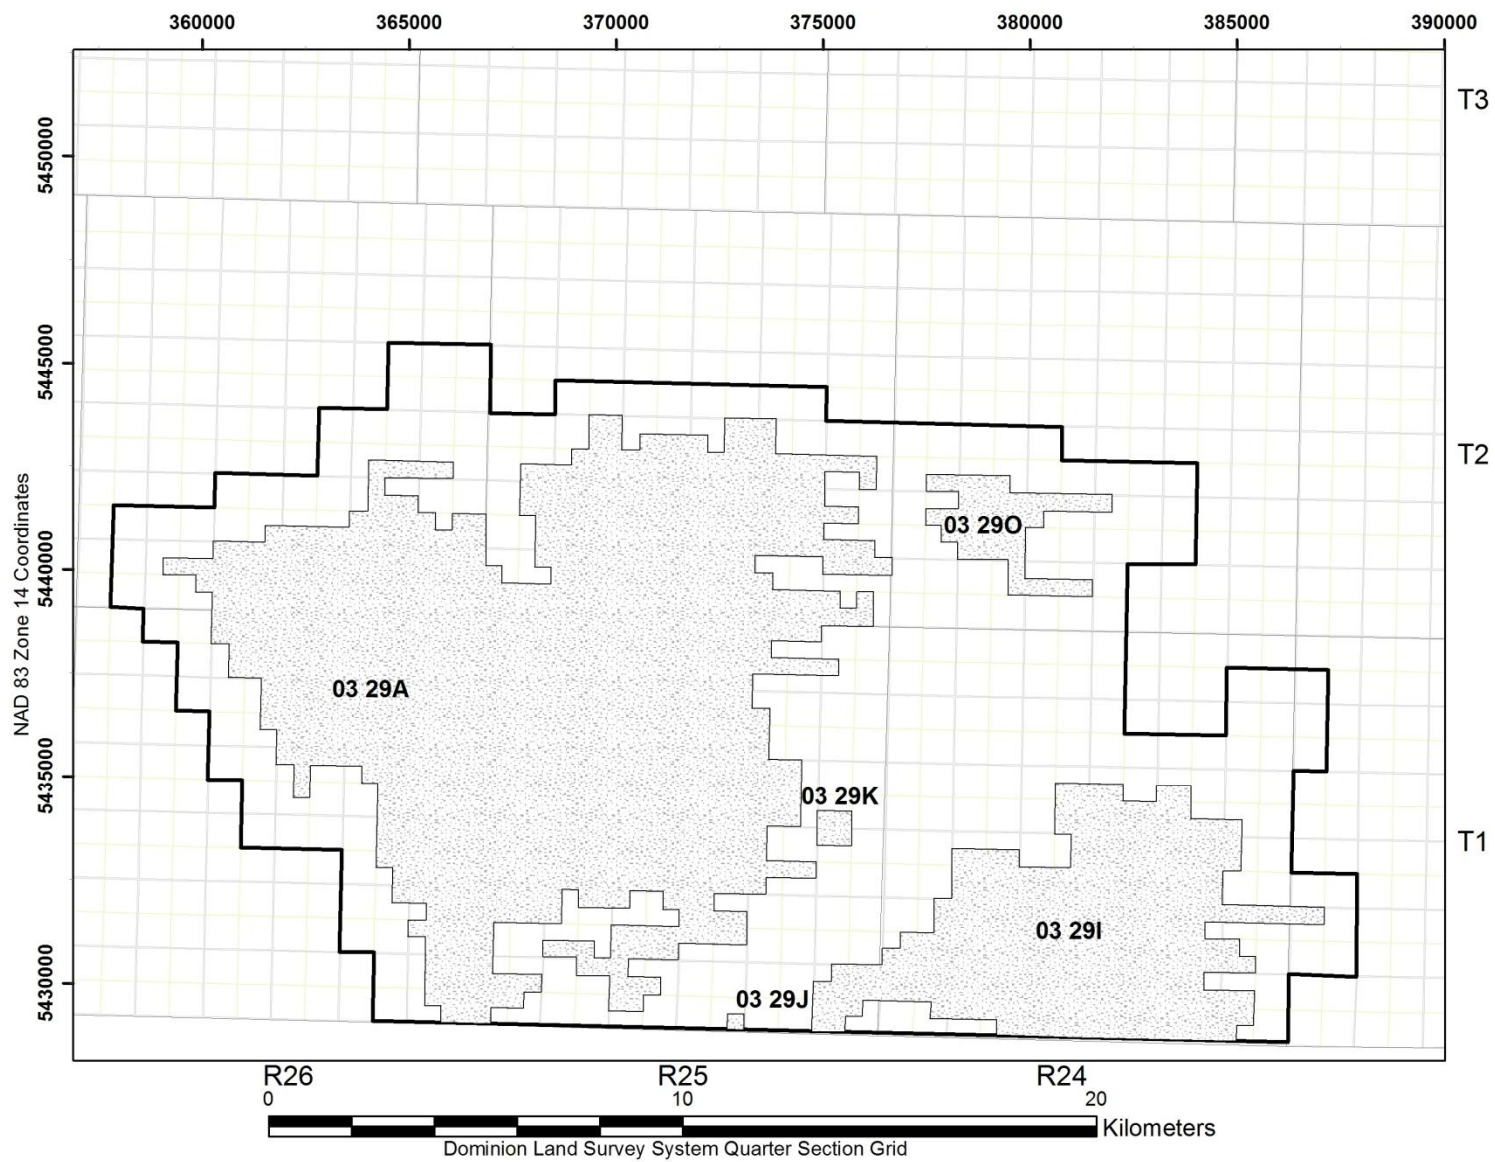 360000 365000 370000 375000 380000 385000 390000
T3
5450000
5445000
T2
03 29O
5440000
NAD 83 Zone 14 Coordinates
03 29A
5435000
03 29K
T1
03 29I
5430000
03 29J
R26 R25 R24
0 10 20
Kilometers
Dominion Land Survey System Quarter Section Grid